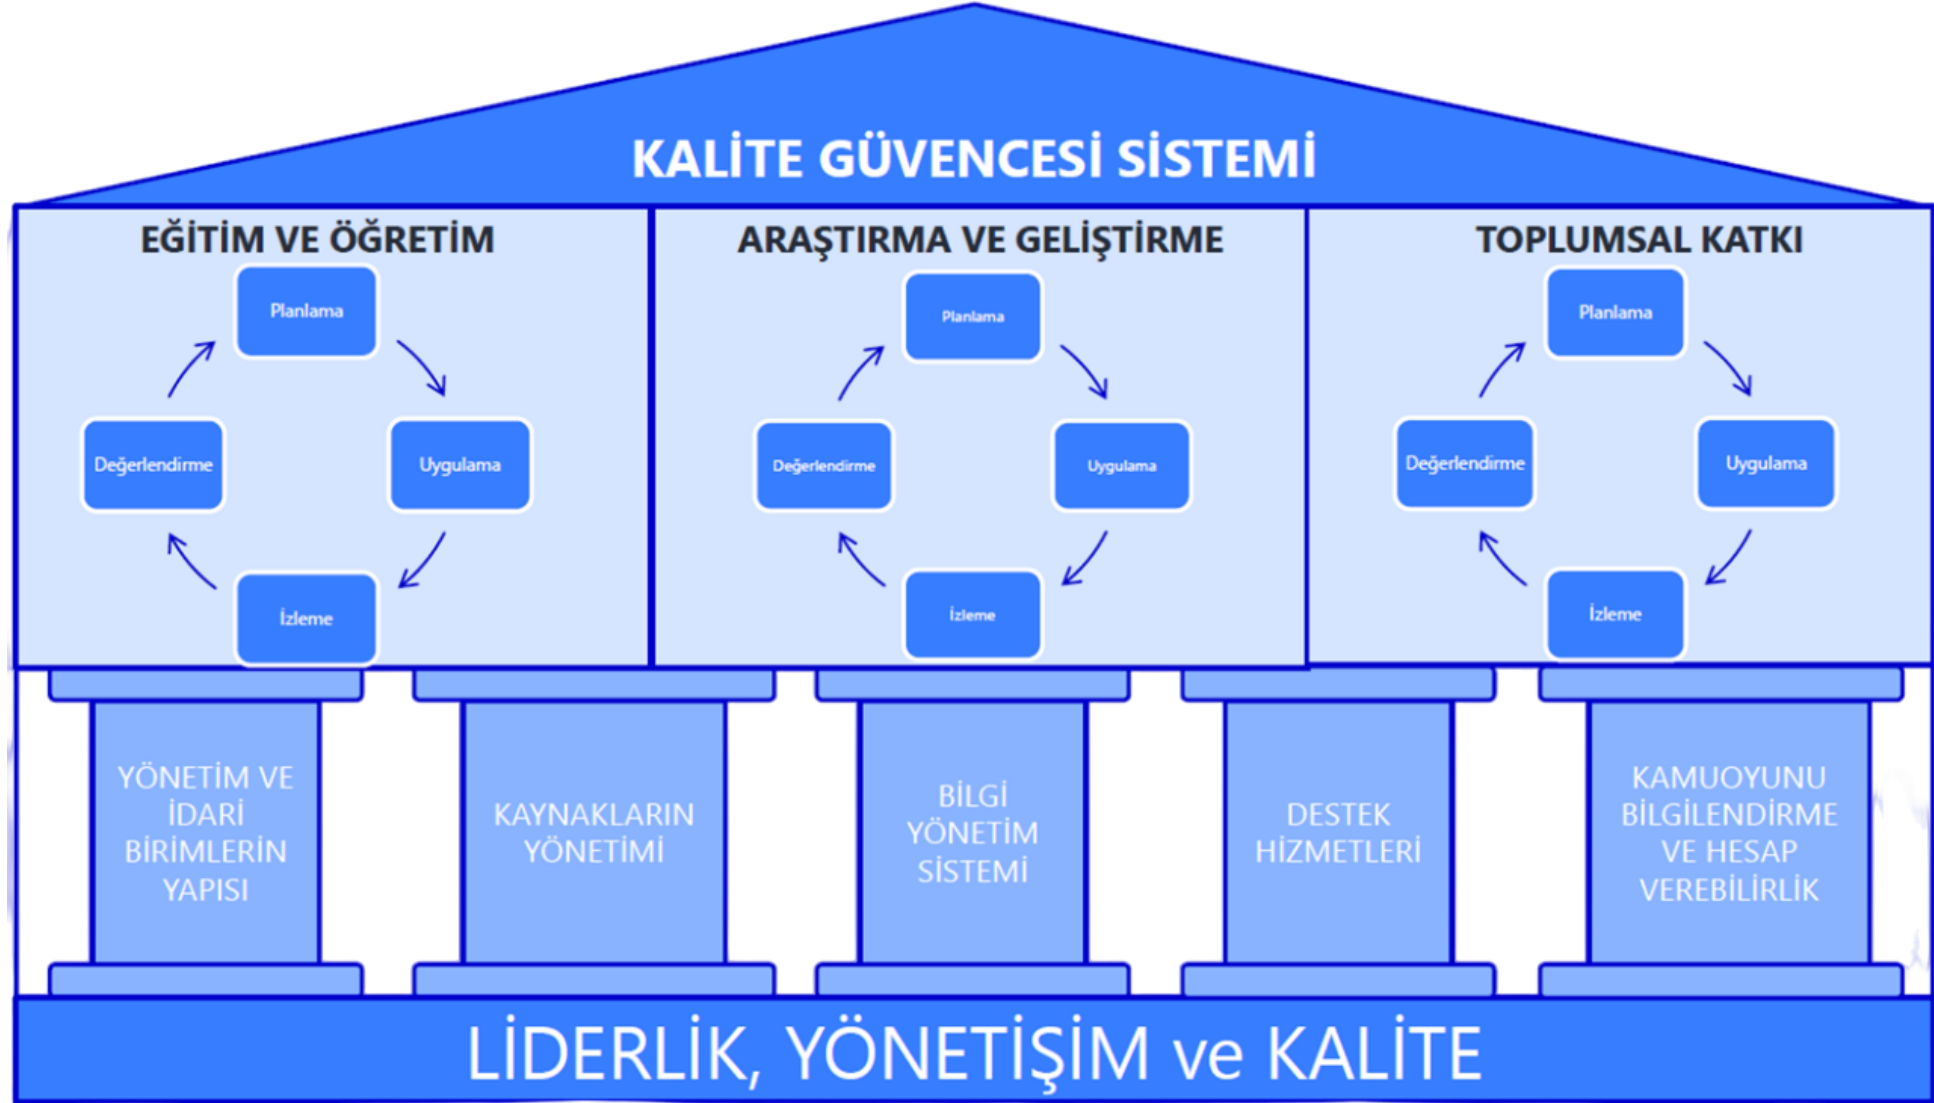 KALİTE GÜVENCESİ SİSTEMİ
EĞİTİM VE ÖĞRETİM
Planlama
Değerlendirme
Uygulama
İzleme
ARAŞTIRMA VE GELİŞTİRME
Planlama
Değerlendirme
Uygulama
İzleme
TOPLUMSAL KATKI
Planlama
Değerlendirme
Uygulama
İzleme
YÖNETİM VE
İDARİ
BİRİMLERİN
YAPISI
KAYNAKLARIN
YÖNETİMİ
BİLGİ
YÖNETİM
SİSTEMİ
DESTEK
HİZMETLERİ
KAMUOYUNU
BİLGİLENDİRME
VE HESAP
VEREBİLİRLİK
LİDERLİK, YÖNETİŞİM ve KALİTE